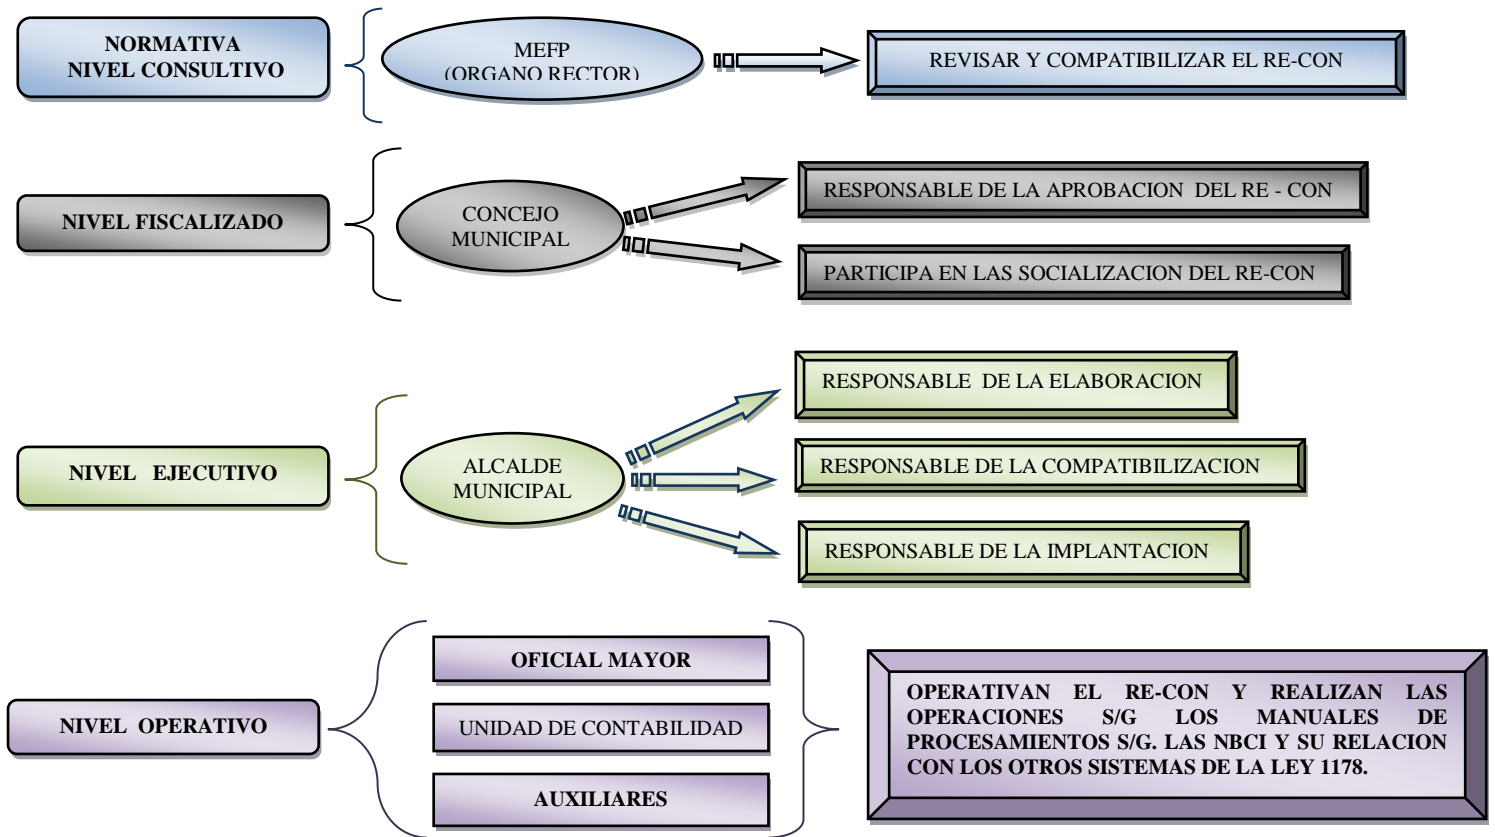 NORMATIVA
NIVEL CONSULTIVO
MEFP
(ORGANO RECTOR)
REVISAR Y COMPATIBILIZAR EL RE-CON
NIVEL FISCALIZADO
CONCEJO
MUNICIPAL
RESPONSABLE DE LA APROBACION DEL RE - CON
PARTICIPA EN LAS SOCIALIZACION DEL RE-CON
NIVEL EJECUTIVO
ALCALDE
MUNICIPAL
RESPONSABLE DE LA ELABORACION
RESPONSABLE DE LA COMPATIBILIZACION
RESPONSABLE DE LA IMPLANTACION
NIVEL OPERATIVO
OFICIAL MAYOR
UNIDAD DE CONTABILIDAD
AUXILIARES
OPERATIVAN EL RE-CON Y REALIZAN LAS
OPERACIONES S/G LOS MANUALES DE
PROCESAMIENTOS S/G. LAS NBCI Y SU RELACION
CON LOS OTROS SISTEMAS DE LA LEY 1178.